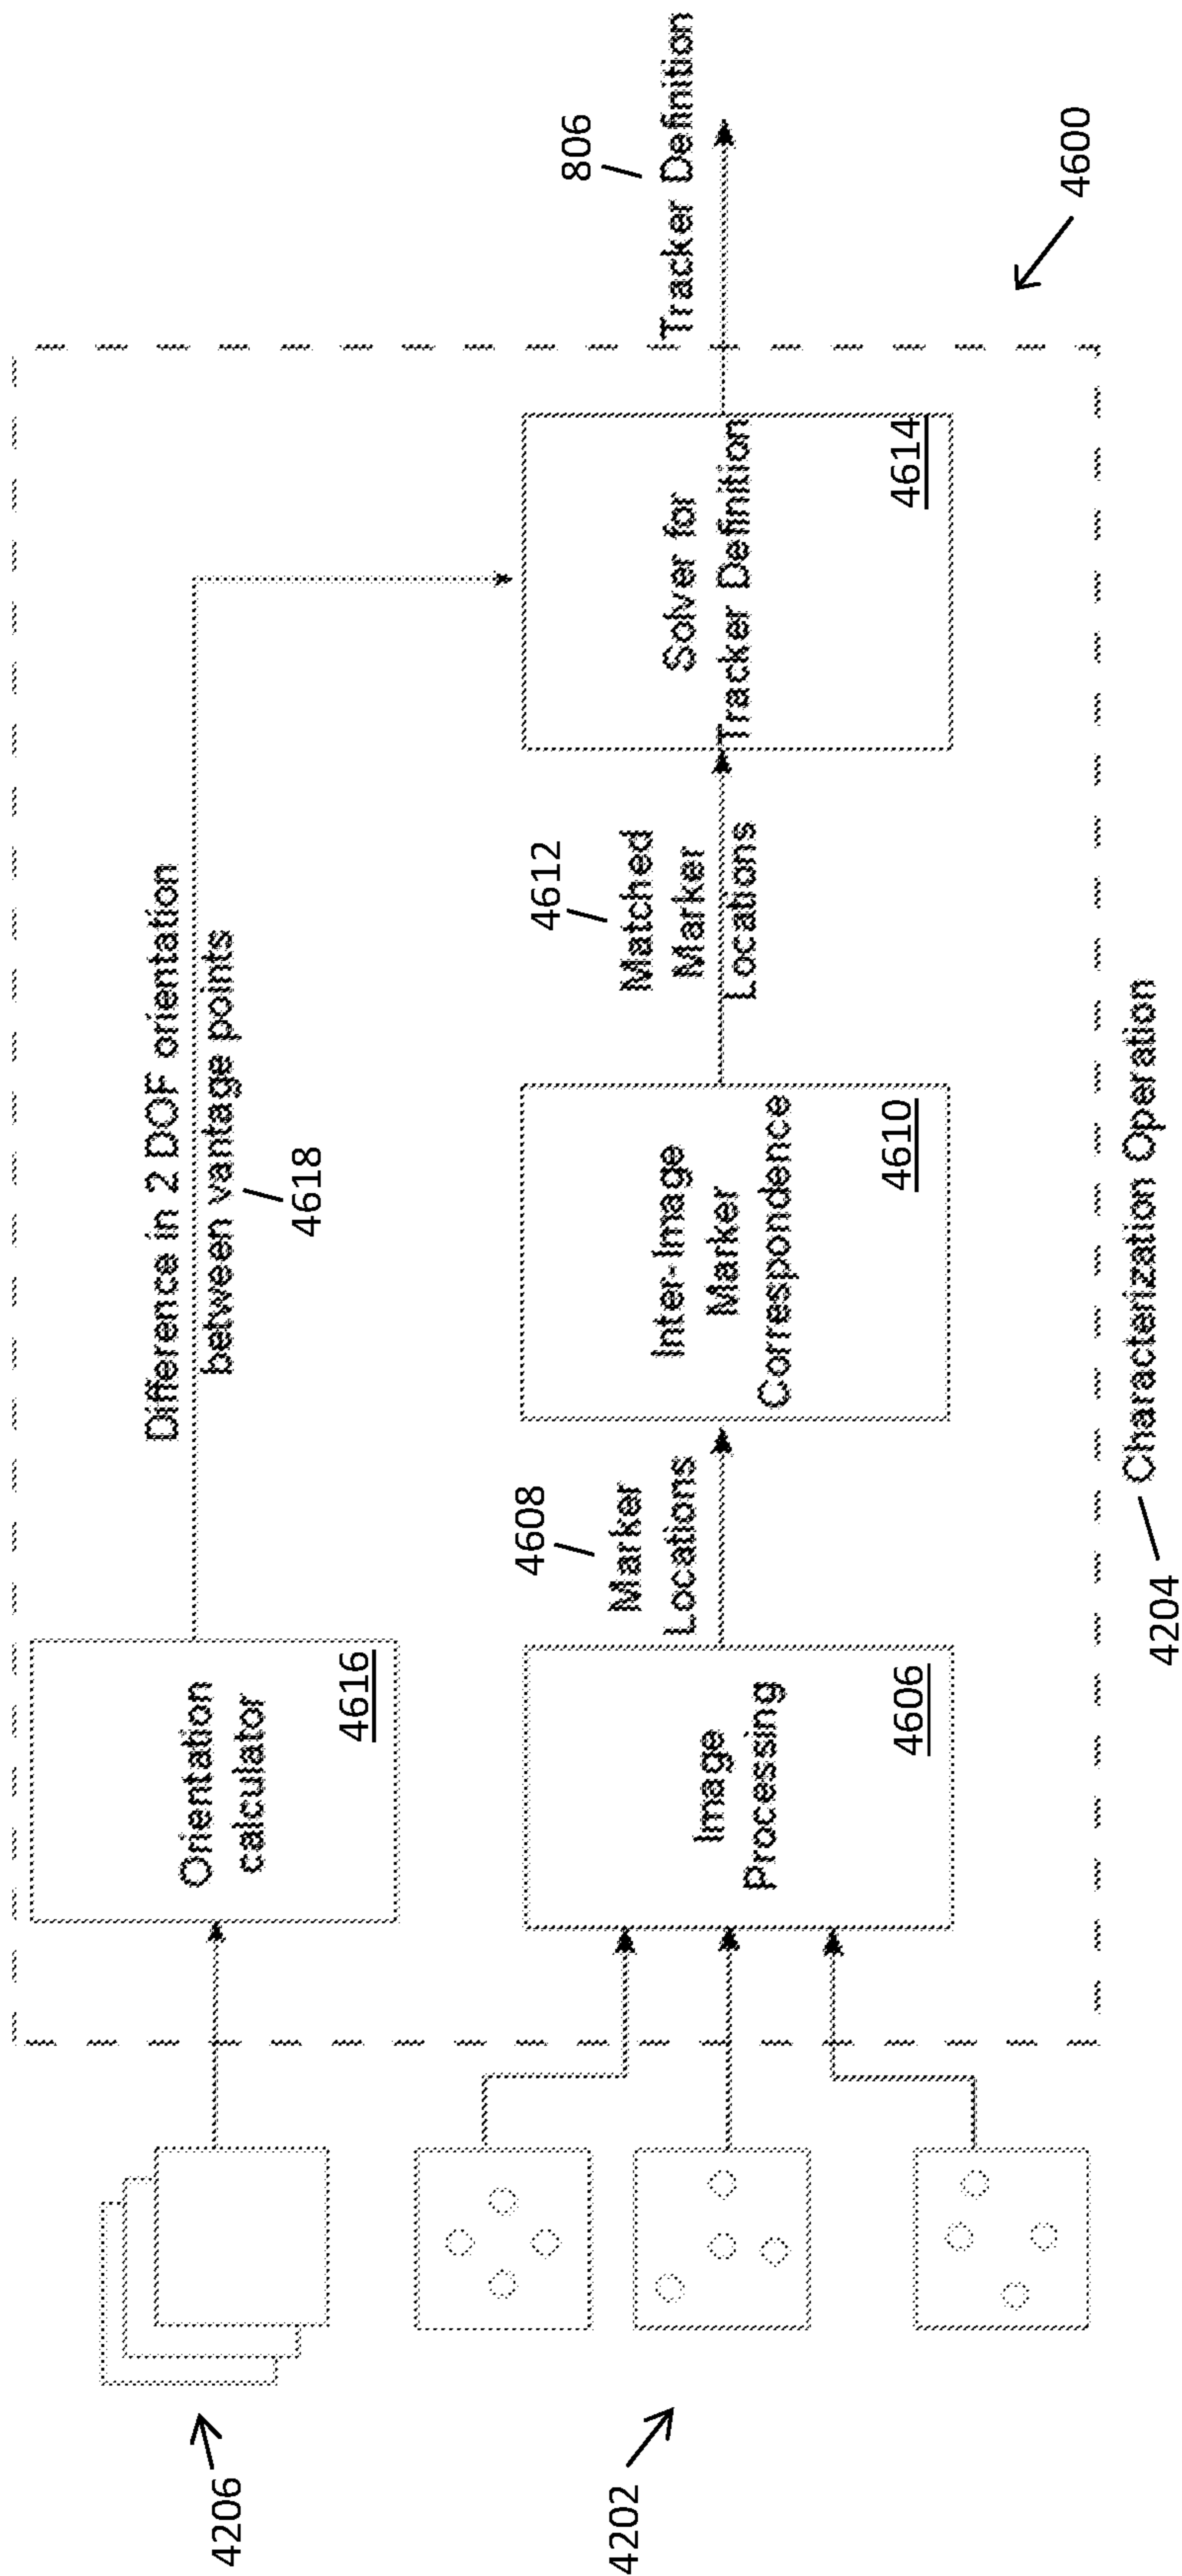 4206
Orientation
calculator
4616
Difference in 2 DOF orientation
between vantage points
4618
4202
Image
Processing
4606
4608
Marker
Locations
Inter-Image
Marker
Correspondence
4610
4612
Matched
Marker
Locations
Solver for
Tracker Definition
4614
806
Tracker Definition
4600
4204
Characterization Operation